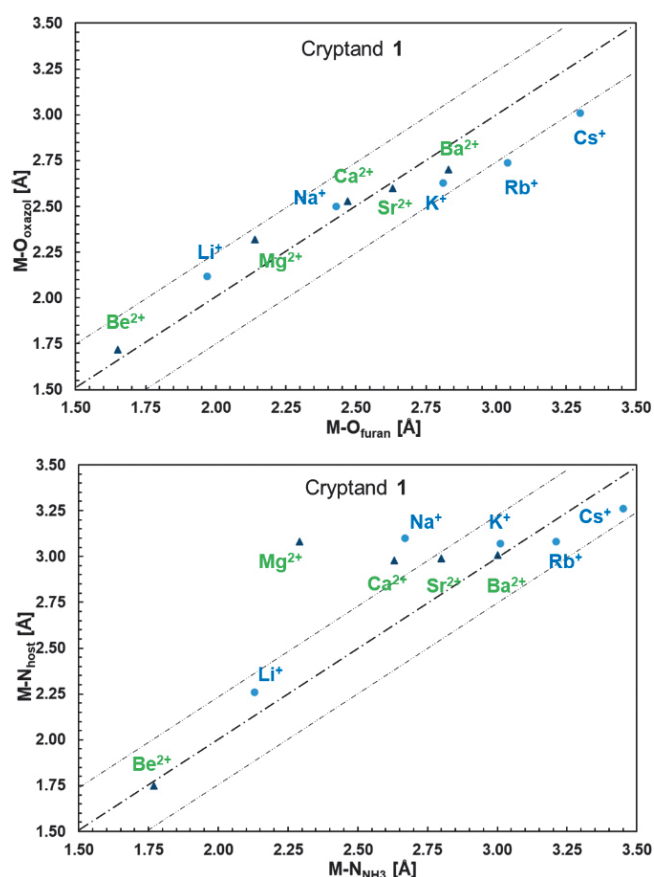 Cryptand 1
3.50
3.25
3.00
2.75
2.50
2.25
2.00
1.75
1.50
M-Ooxazol [Å]
Cs⁺
Ba²⁺
Ca²⁺
Rb⁺
Na⁺
K⁺
Sr²⁺
Li⁺
Mg²⁺
Be²⁺
1.50 1.75 2.00 2.25 2.50 2.75 3.00 3.25 3.50
M-Ofuran [Å]
Cryptand 1
3.50
3.25
3.00
2.75
2.50
2.25
2.00
1.75
1.50
M-Nhost [Å]
Na⁺
K⁺
Cs⁺
Mg²⁺
Ca²⁺
Sr²⁺
Ba²⁺
Rb⁺
Li⁺
Be²⁺
1.50 1.75 2.00 2.25 2.50 2.75 3.00 3.25 3.50
M-NNH3 [Å]